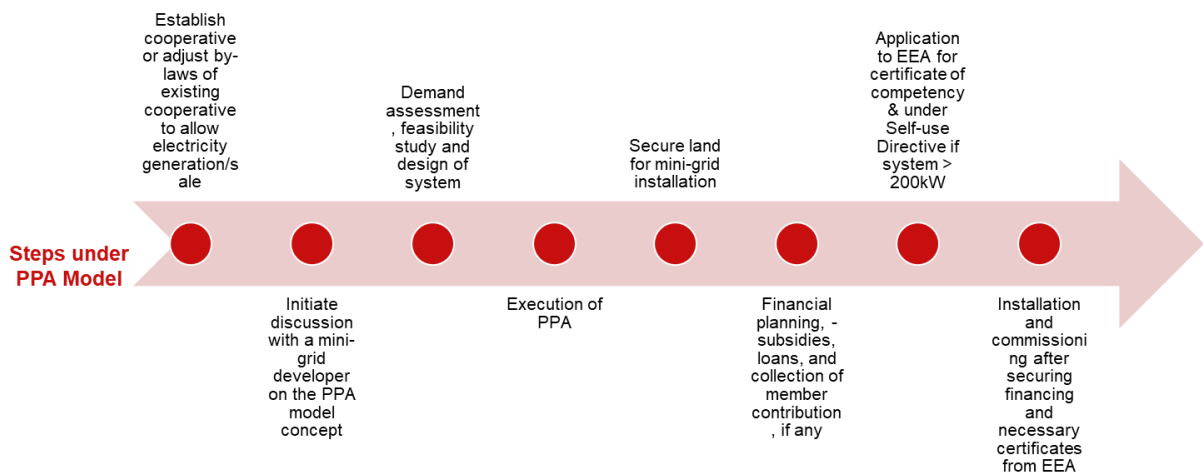 Steps under
PPA Model
Establish
cooperative
or adjust by-
laws of
existing
cooperative
to allow
electricity
generation/s
ale
Initiate
discussion
with a mini-
grid
developer
on the PPA
model
concept
Demand
assessment
, feasibility
study and
design of
system
Execution of
PPA
Secure land
for mini-grid
installation
Financial
planning, -
subsidies,
loans, and
collection of
member
contribution
, if any
Application
to EEA for
certificate of
competency
& under
Self-use
Directive if
system >
200kW
Installation
and
commissioni
ng after
securing
financing
and
necessary
certificates
from EEA